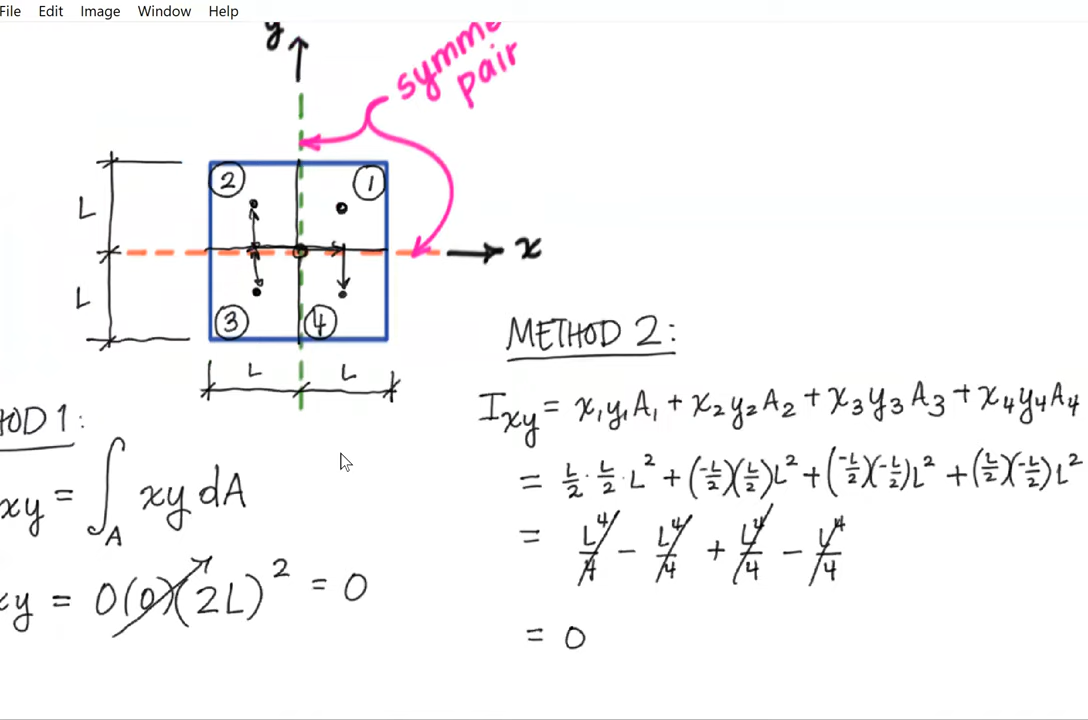 File Edit Image Window Help
y
symme
pair
② ①
L
x
L
③ ④
L L
METHOD 2:
HOD 1:
Ixy = x₁y₁A₁ + x₂y₂A₂ + x₃y₃A₃ + x₄y₄A₄
= L/2 · L/2 · L² + (-L/2)(L/2)L² + (-L/2)(-L/2)L² + (L/2)(-L/2)L²
xy = ∫A xy dA
= L⁴/4 - L⁴/4 + L⁴/4 - L⁴/4
xy = 0(0)(2L)² = 0
= 0